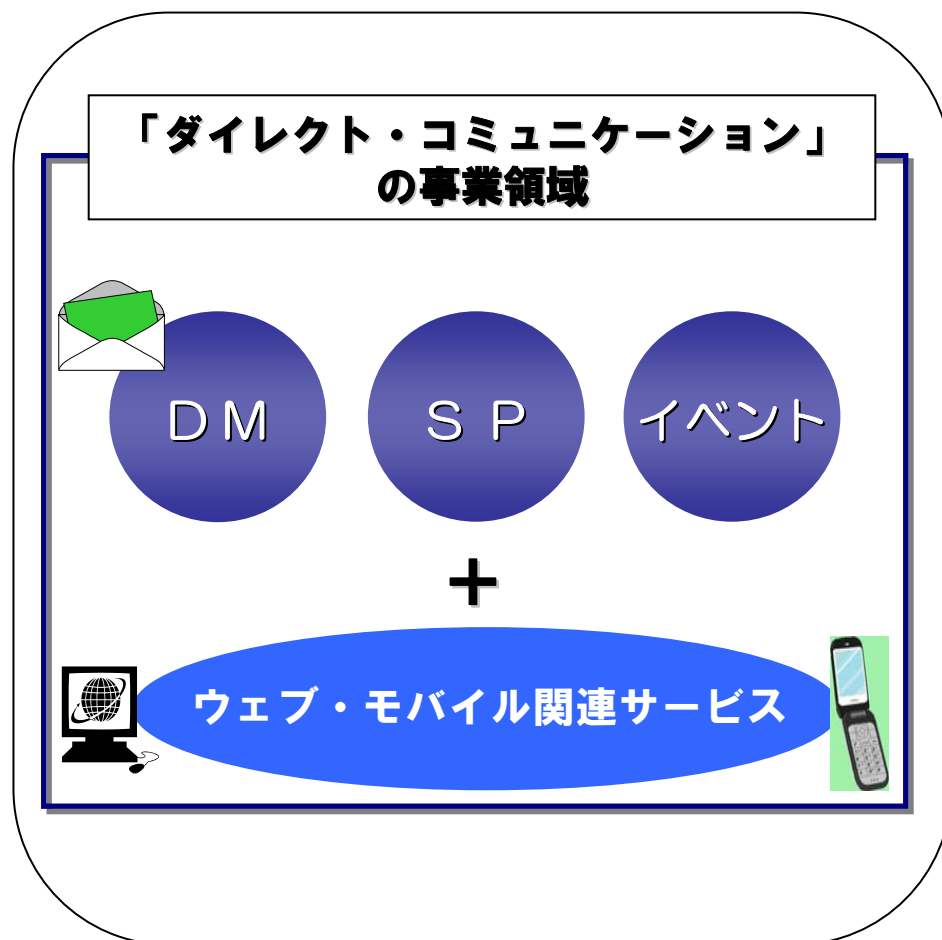 「ダイレクト・コミュニケーション」
の事業領域
ＤＭ
ＳＰ
イベント
＋
ウェブ・モバイル関連サービス